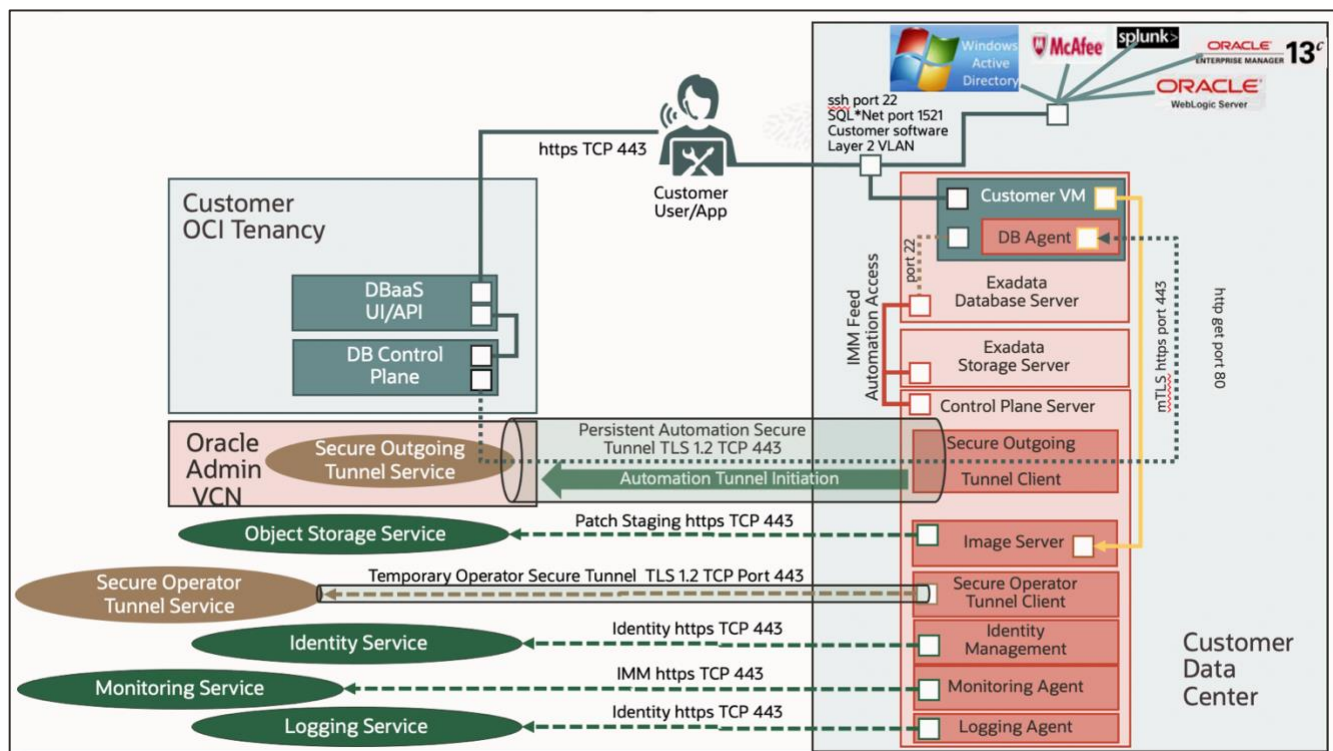 Windows
Active
Directory
McAfee
splunk>
ORACLE
ENTERPRISE MANAGER 13c
ORACLE
WebLogic Server
ssh port 22
SQL*Net port 1521
Customer software
Layer 2 VLAN
https TCP 443
Customer
User/App
Customer
OCI Tenancy
DBaaS
UI/API
DB Control
Plane
Customer VM
DB Agent
port 22
Exadata
Database Server
IMM Feed
Automation Access
Exadata
Storage Server
Control Plane Server
mTLS https port 443
http get port 80
Oracle
Admin
VCN
Secure Outgoing
Tunnel Service
Persistent Automation Secure
Tunnel TLS 1.2 TCP 443
Automation Tunnel Initiation
Secure Outgoing
Tunnel Client
Object Storage Service
Patch Staging https TCP 443
Image Server
Secure Operator
Tunnel Service
Temporary Operator Secure Tunnel TLS 1.2 TCP Port 443
Secure Operator
Tunnel Client
Identity Service
Identity https TCP 443
Identity
Management
Monitoring Service
IMM https TCP 443
Monitoring Agent
Logging Service
Identity https TCP 443
Logging Agent
Customer
Data
Center